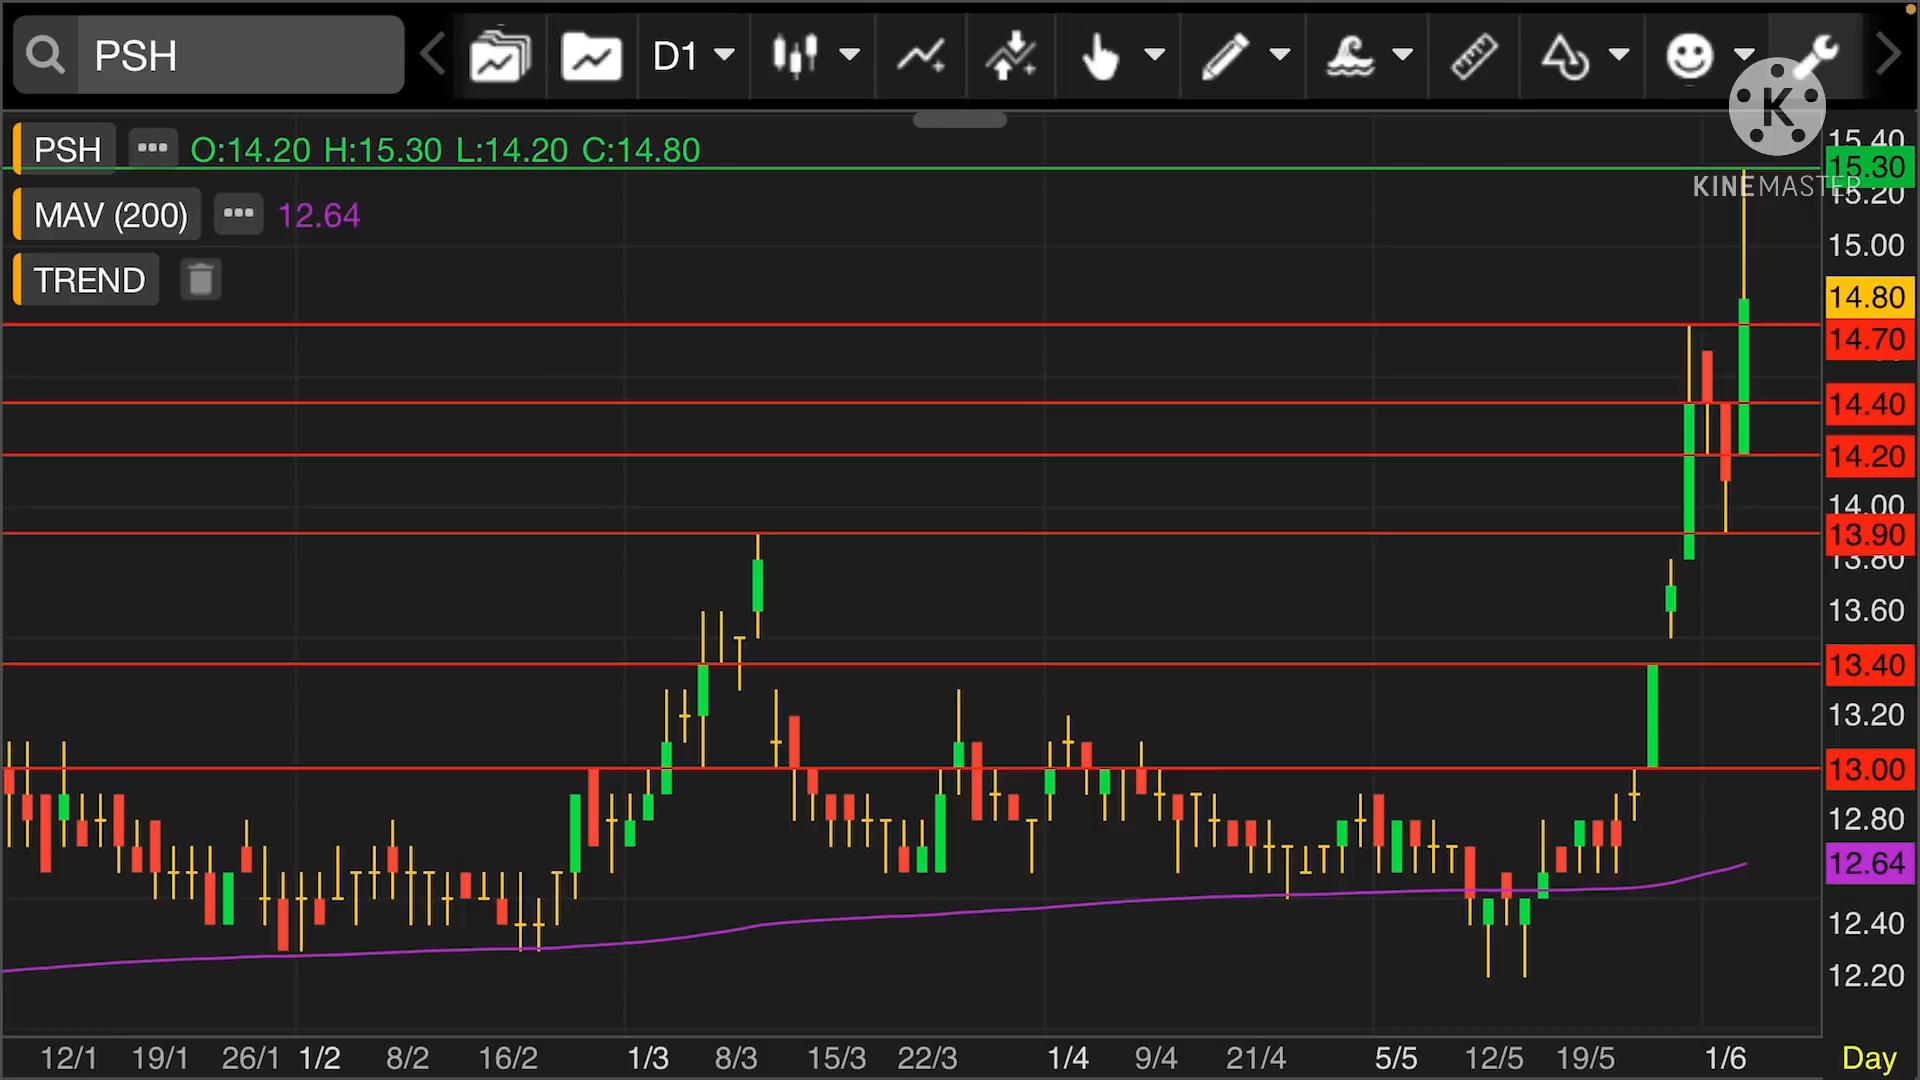 PSH
D1
PSH
O:14.20 H:15.30 L:14.20 C:14.80
MAV (200)
12.64
TREND
K
KINEMASTER
15.40
15.30
15.20
15.00
14.80
14.70
14.40
14.20
14.00
13.90
13.80
13.60
13.40
13.20
13.00
12.80
12.64
12.40
12.20
12/1 19/1 26/1 1/2 8/2 16/2 1/3 8/3 15/3 22/3 1/4 9/4 21/4 5/5 12/5 19/5 1/6 Day